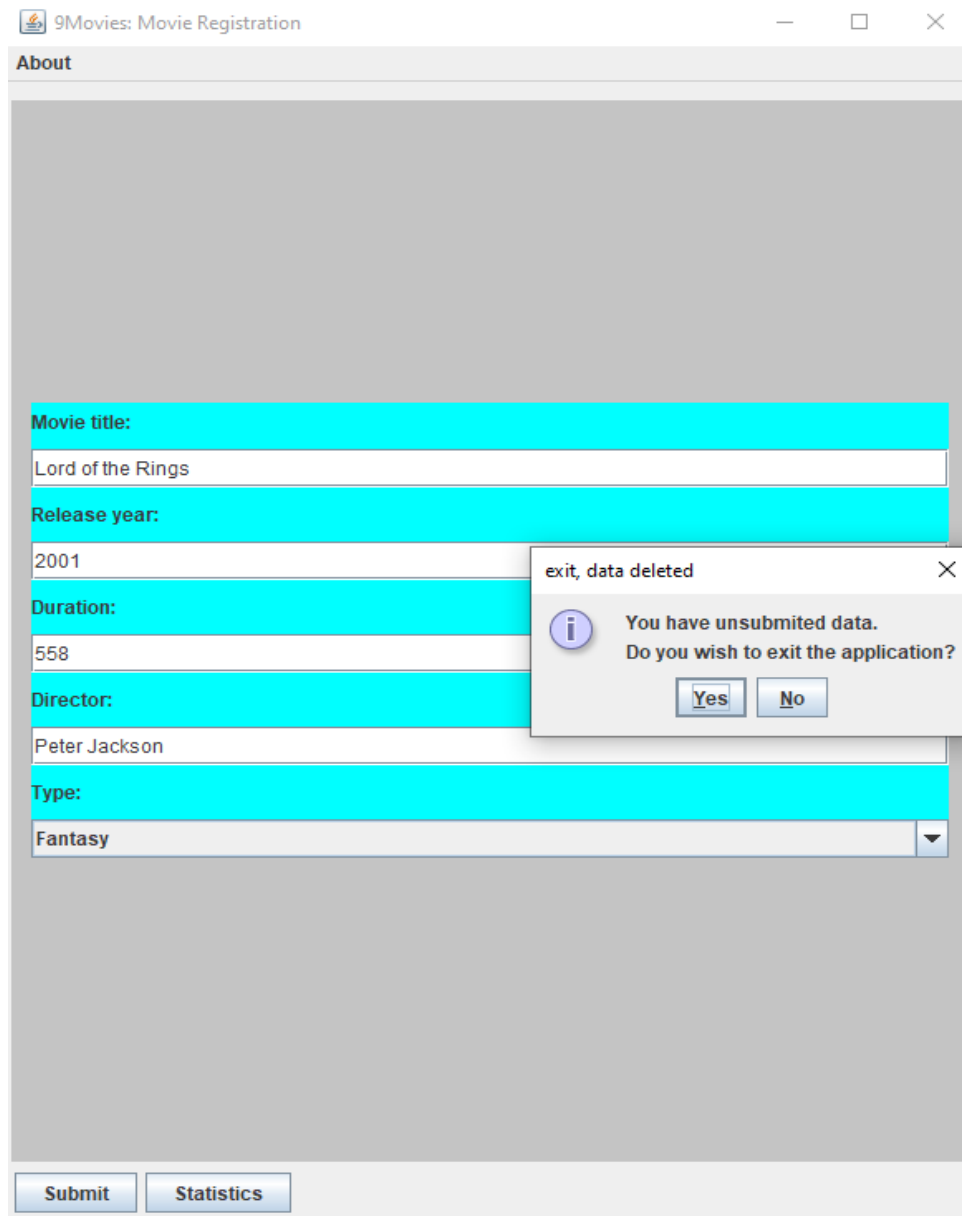 9Movies: Movie Registration
About
Movie title:
Lord of the Rings
Release year:
2001
exit, data deleted
You have unsubmited data.
Do you wish to exit the application?
Yes No
Duration:
558
Director:
Peter Jackson
Type:
Fantasy
Submit Statistics